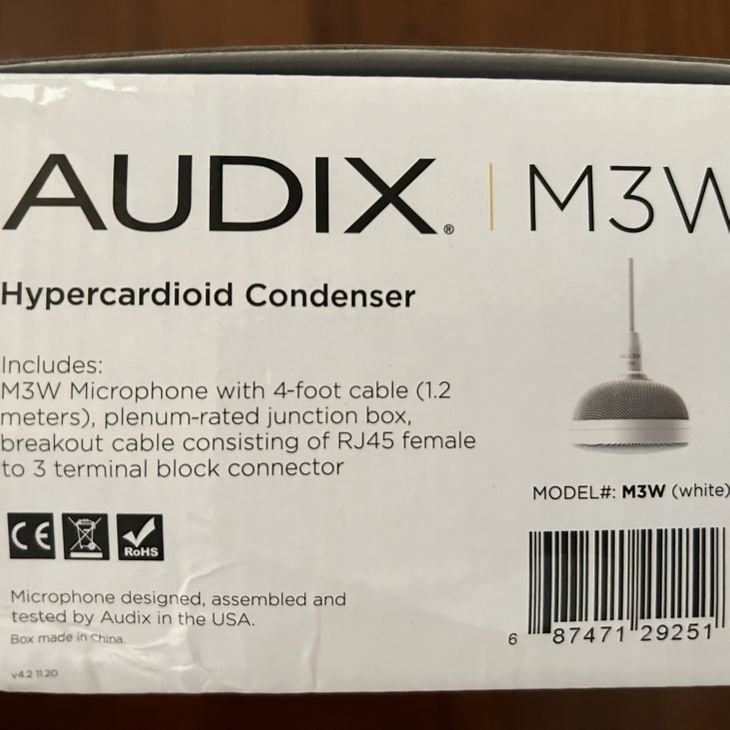 AUDIX® | M3W
Hypercardioid Condenser
Includes:
M3W Microphone with 4-foot cable (1.2
meters), plenum-rated junction box,
breakout cable consisting of RJ45 female
to 3 terminal block connector
MODEL#: M3W (white)
CE
RoHS
Microphone designed, assembled and
tested by Audix in the USA.
Box made in China.
6 87471 29251
v4.2 11.20